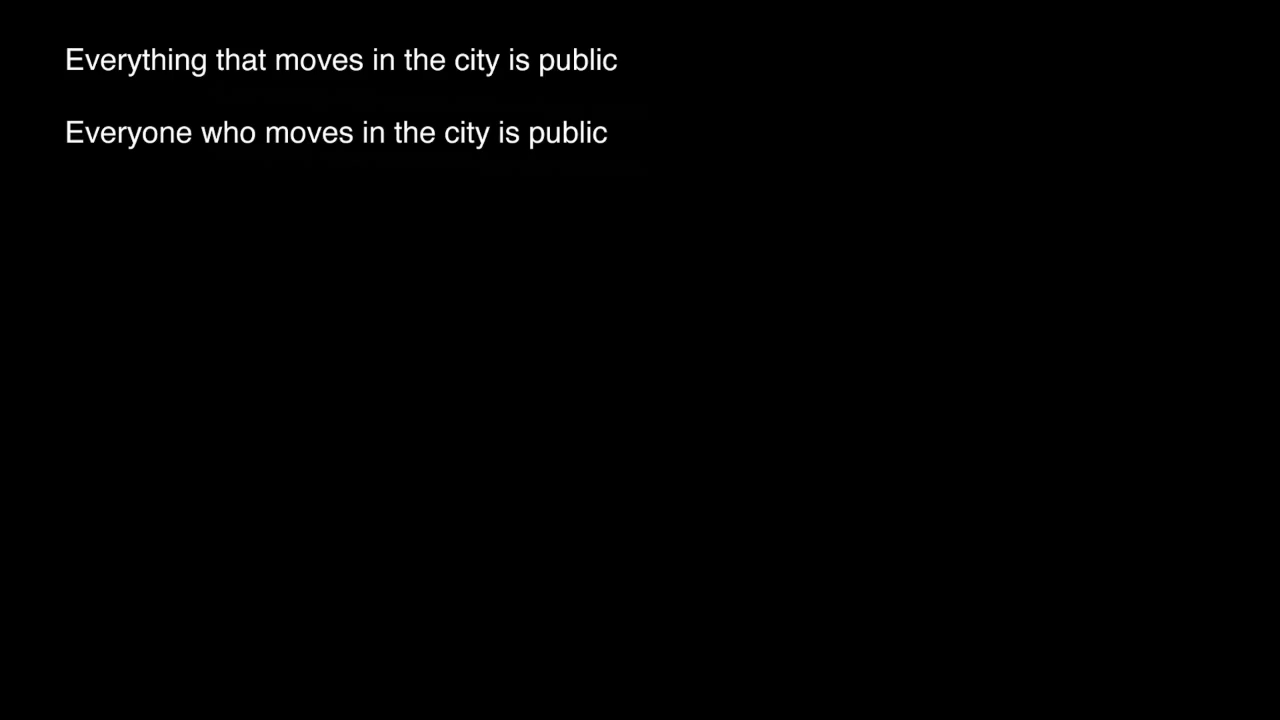 Everything that moves in the city is public
Everyone who moves in the city is public